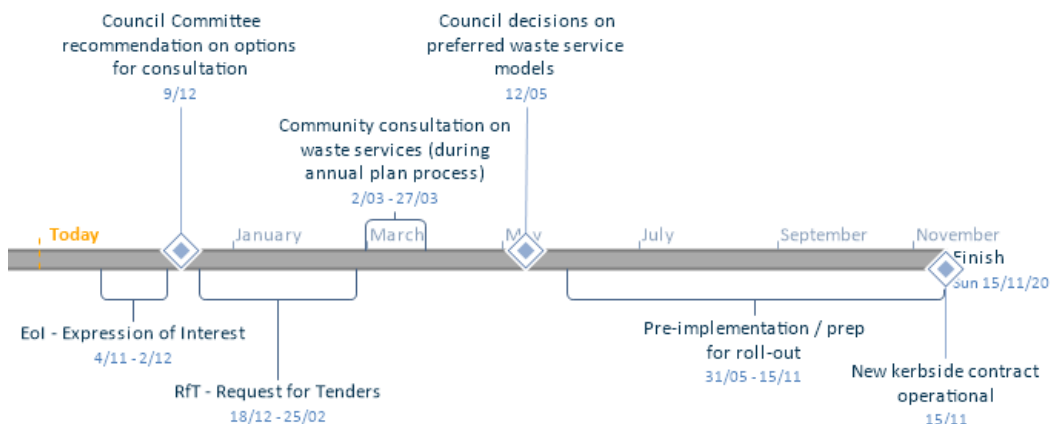 Council Committee
recommendation on options
for consultation
9/12
Council decisions on
preferred waste service
models
12/05
Community consultation on
waste services (during
annual plan process)
2/03 - 27/03
Today
January
March
May
July
September
November
Finish
Sun 15/11/20
EoI - Expression of Interest
4/11 - 2/12
RfT - Request for Tenders
18/12 - 25/02
Pre-implementation / prep
for roll-out
31/05 - 15/11
New kerbside contract
operational
15/11